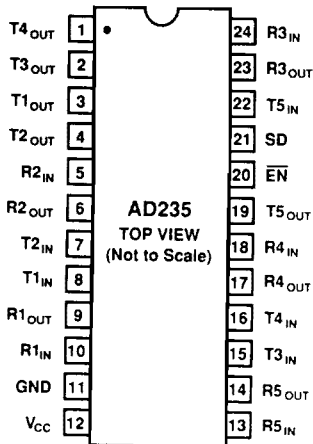 T4OUT 1 24 R3IN
T3OUT 2 23 R3OUT
T1OUT 3 22 T5IN
T2OUT 4 21 SD
R2IN 5 20 EN
R2OUT 6 19 T5OUT
AD235
TOP VIEW
(Not to Scale)
T2IN 7 18 R4IN
T1IN 8 17 R4OUT
R1OUT 9 16 T4IN
R1IN 10 15 T3IN
GND 11 14 R5OUT
VCC 12 13 R5IN